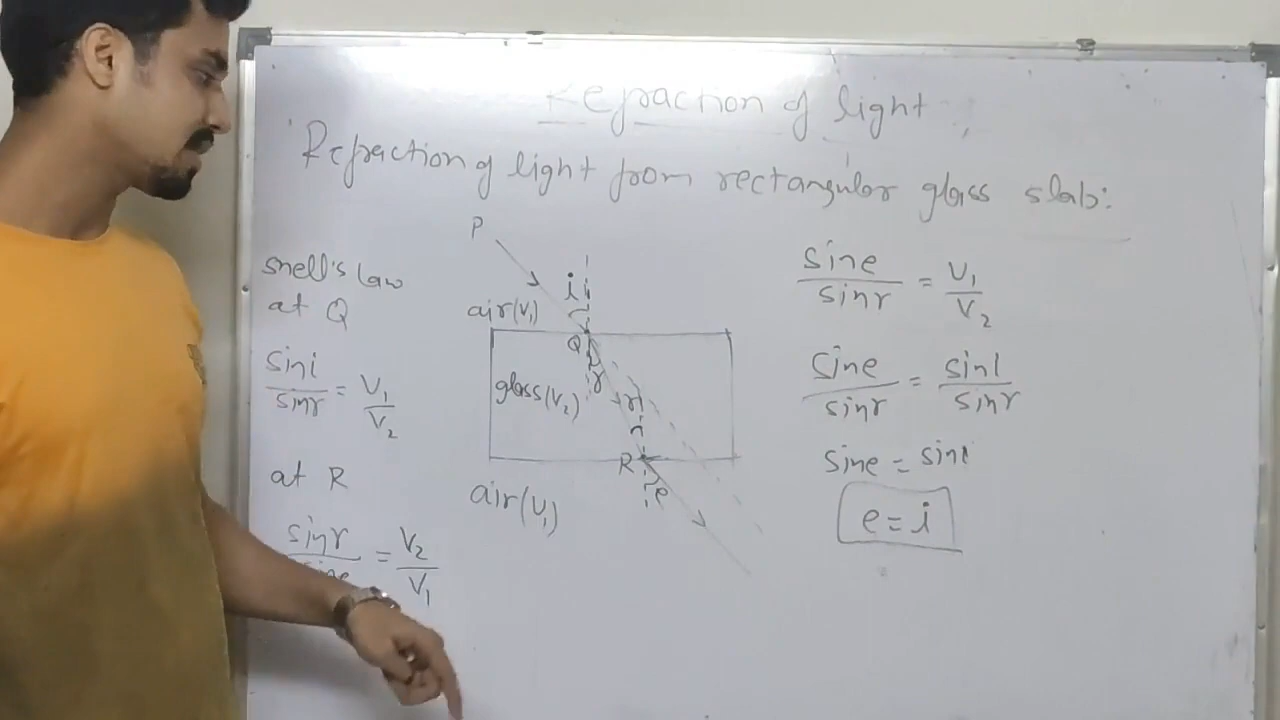 Refraction of light
Refraction of light from rectangular glass slab:
snell's law
at Q
sini/sinr = V1/V2
at R
sinr/sine = V2/V1
P
i
air(V1)
Q
r
glass(V2)
r
R
e
air(V1)
sine/sinr = V1/V2
sine/sinr = sini/sinr
sine = sini
e = i